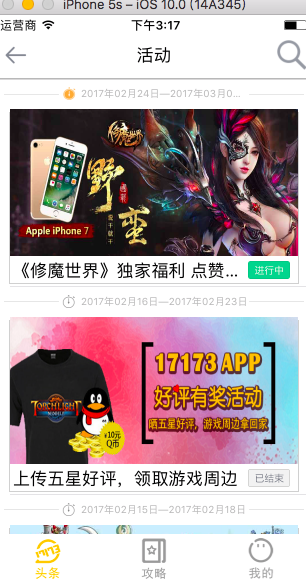 iPhone 5s – iOS 10.0 (14A345)
运营商 下午3:17
活动
2017年02月24日—2017年03月0...
修魔世界
野蛮
Apple iPhone 7
《修魔世界》独家福利 点赞... 进行中
2017年02月16日—2017年02月23日
17173 APP
好评有奖活动
晒五星好评，游戏周边拿回家
TORCHLIGHT
MOBILE
¥10元
Q币
上传五星好评，领取游戏周边 已结束
2017年02月15日—2017年02月18日
头条 攻略 我的